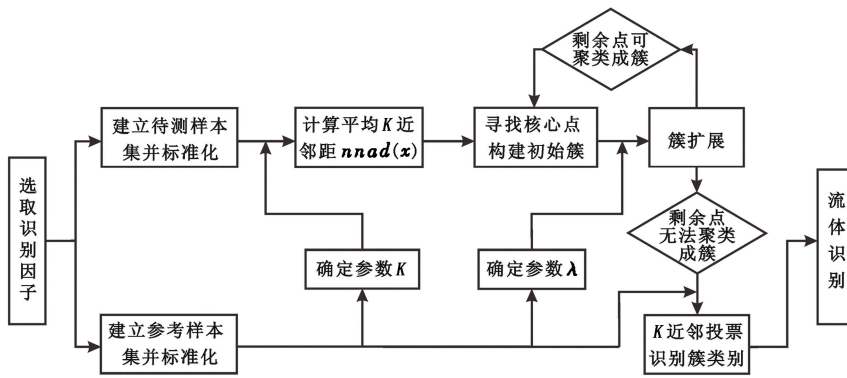 剩余点可
聚类成簇
建立待测样本
集并标准化
计算平均K近
邻距nnad(x)
寻找核心点
构建初始簇
簇扩展
选取识别因子
剩余点
无法聚类
成簇
流体识别
确定参数K
确定参数λ
建立参考样本
集并标准化
K近邻投票
识别簇类别